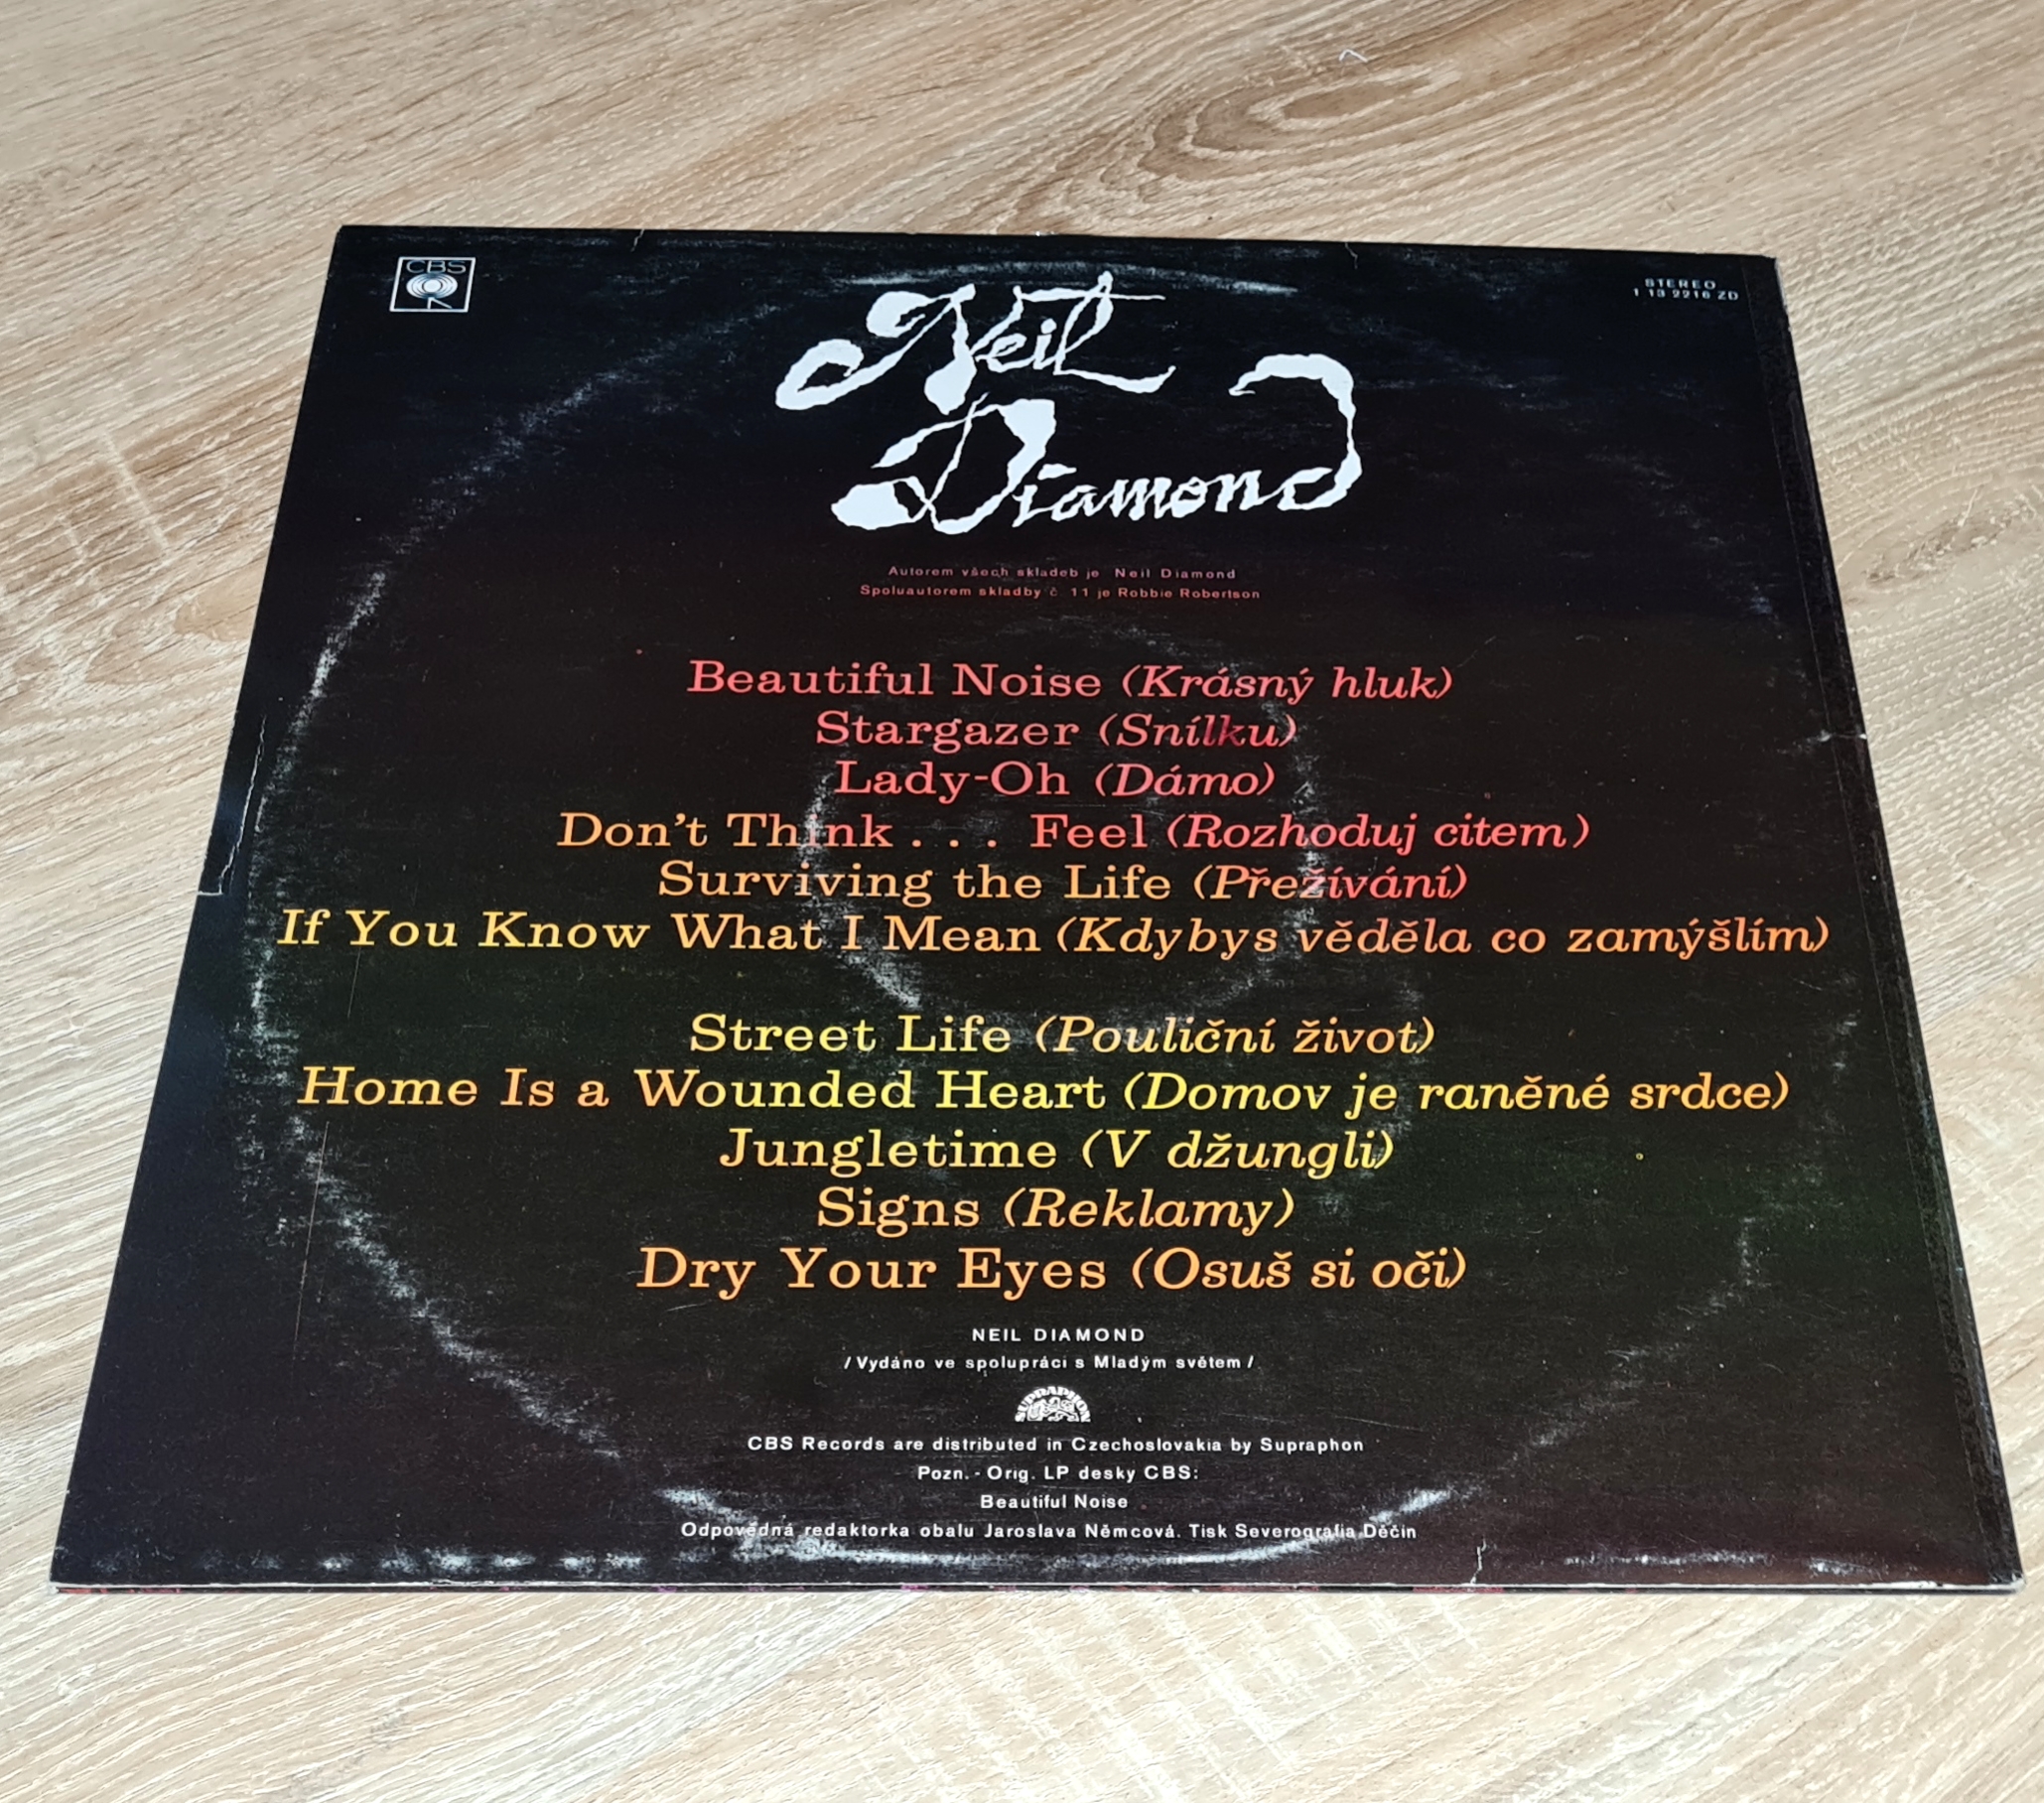 CBS
STEREO
1 13 2216 ZD
Neil
Diamond
Autorem všech skladeb je Neil Diamond
Spoluautorem skladby č 11 je Robbie Robertson
Beautiful Noise (Krásný hluk)
Stargazer (Snílku)
Lady-Oh (Dámo)
Don't Think . . . Feel (Rozhoduj citem)
Surviving the Life (Přežívání)
If You Know What I Mean (Kdybys věděla co zamýšlím)
Street Life (Pouliční život)
Home Is a Wounded Heart (Domov je raněné srdce)
Jungletime (V džungli)
Signs (Reklamy)
Dry Your Eyes (Osuš si oči)
NEIL DIAMOND
/ Vydáno ve spolupráci s Mladým světem /
SUPRAPHON
CBS Records are distributed in Czechoslovakia by Supraphon
Pozn. - Orig. LP desky CBS:
Beautiful Noise
Odpovědná redaktorka obalu Jaroslava Němcová. Tisk Severografia, Děčín